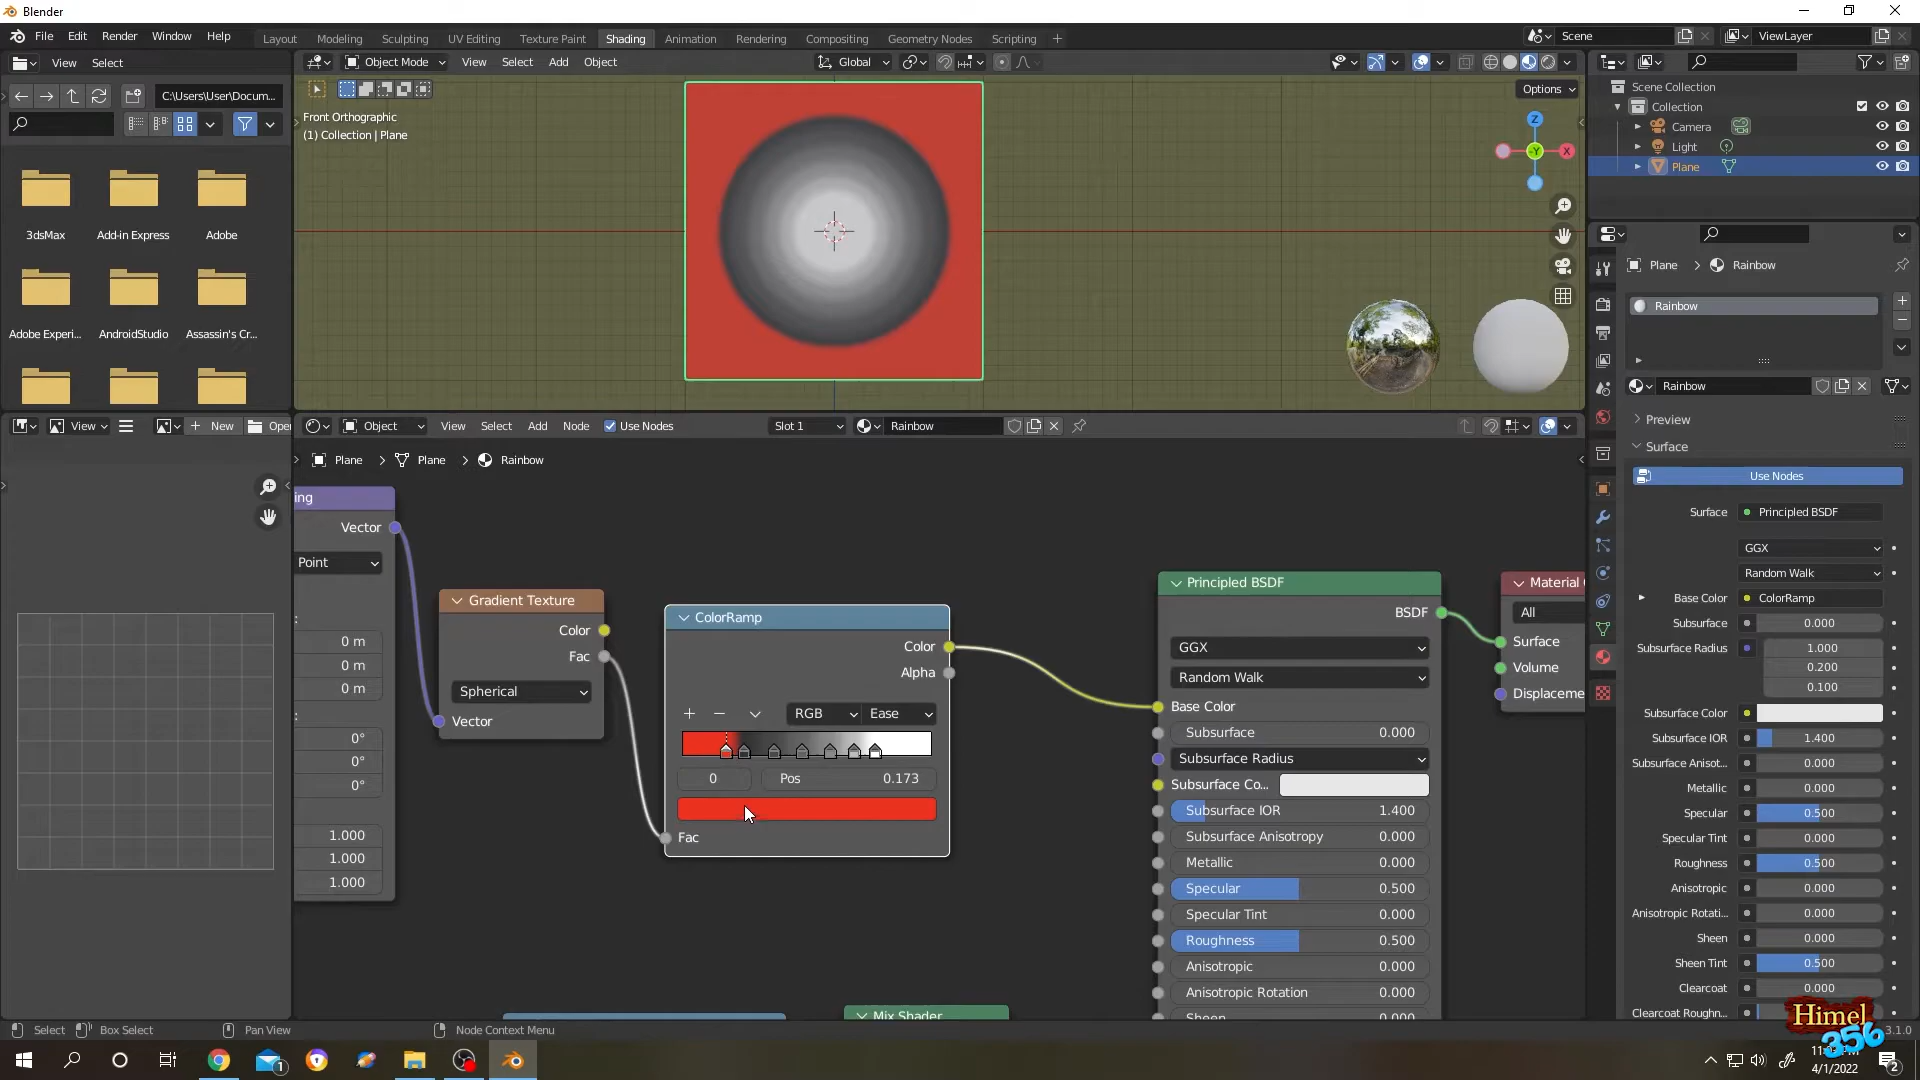 Blender
File Edit Render Window Help
Layout Modeling Sculpting UV Editing Texture Paint Shading Animation Rendering Compositing Geometry Nodes Scripting +
Scene ViewLayer
View Select
Object Mode View Select Add Object Global
C:\Users\User\Docum...
Options
Front Orthographic
(1) Collection | Plane
Z
X
-Y
Scene Collection
Collection
Camera
Light
Plane
3dsMax Add-in Express Adobe
Adobe Experi... AndroidStudio Assassin's Cr...
Plane > Rainbow
Rainbow
Rainbow
View + New Open
Object View Select Add Node Use Nodes Slot 1 Rainbow
Plane > Plane > Rainbow
ing
Vector
Point
:
0 m
0 m
0 m
:
0°
0°
0°
1.000
1.000
1.000
Gradient Texture
Color
Fac
Spherical
Vector
ColorRamp
Color
Alpha
+ − RGB Ease
0 Pos 0.173
Fac
Principled BSDF
BSDF
GGX
Random Walk
Base Color
Subsurface 0.000
Subsurface Radius
Subsurface Co...
Subsurface IOR 1.400
Subsurface Anisotropy 0.000
Metallic 0.000
Specular 0.500
Specular Tint 0.000
Roughness 0.500
Anisotropic 0.000
Anisotropic Rotation 0.000
Mix Shader
Material
All
Surface
Volume
Displaceme
Preview
Surface
Use Nodes
Surface Principled BSDF
GGX
Random Walk
Base Color ColorRamp
Subsurface 0.000
Subsurface Radius 1.000
0.200
0.100
Subsurface Color
Subsurface IOR 1.400
Subsurface Anisot... 0.000
Metallic 0.000
Specular 0.500
Specular Tint 0.000
Roughness 0.500
Anisotropic 0.000
Anisotropic Rotati... 0.000
Sheen 0.000
Sheen Tint 0.500
Clearcoat 0.000
Clearcoat Roughn...
Select Box Select Pan View Node Context Menu
3.1.0
Himel
356
1
4/1/2022
2